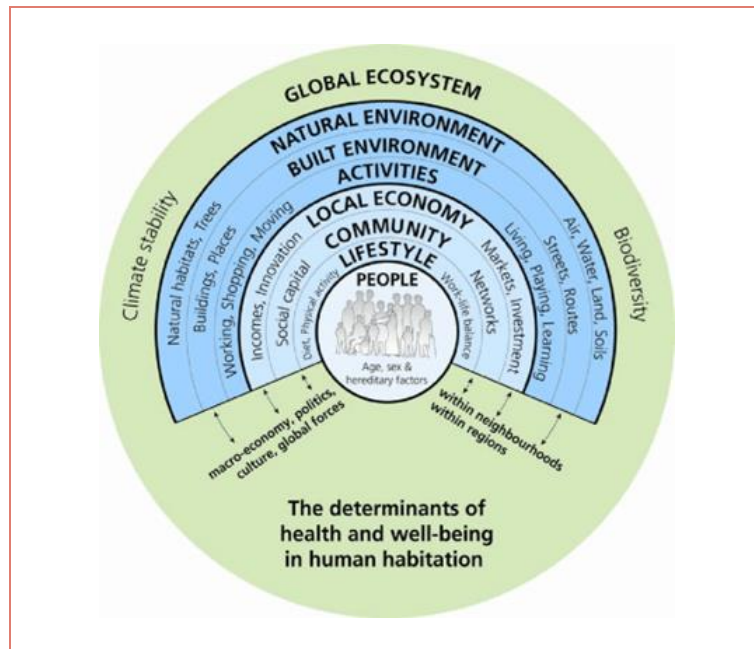 GLOBAL ECOSYSTEM
NATURAL ENVIRONMENT
BUILT ENVIRONMENT
ACTIVITIES
LOCAL ECONOMY
COMMUNITY
LIFESTYLE
PEOPLE
Age, sex &
hereditary factors
Climate stability
Natural habitats, Trees
Buildings, Places
Working, Shopping, Moving
Incomes, Innovation
Social capital
Diet, Physical activity
Work-life balance
Networks
Markets, Investment
Living, Playing, Learning
Streets, Routes
Air, Water, Land, Soils
Biodiversity
macro-economy, politics,
culture, global forces
within neighbourhoods
within regions
The determinants of
health and well-being
in human habitation